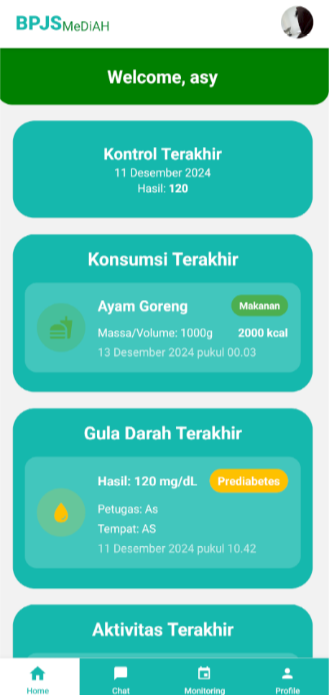 BPJSMeDiAH
Welcome, asy
Kontrol Terakhir
11 Desember 2024
Hasil: 120
Konsumsi Terakhir
Ayam Goreng
Makanan
Massa/Volume: 1000g
2000 kcal
13 Desember 2024 pukul 00.03
Gula Darah Terakhir
Hasil: 120 mg/dL
Prediabetes
Petugas: As
Tempat: AS
11 Desember 2024 pukul 10.42
Aktivitas Terakhir
Home
Chat
Monitoring
Profile